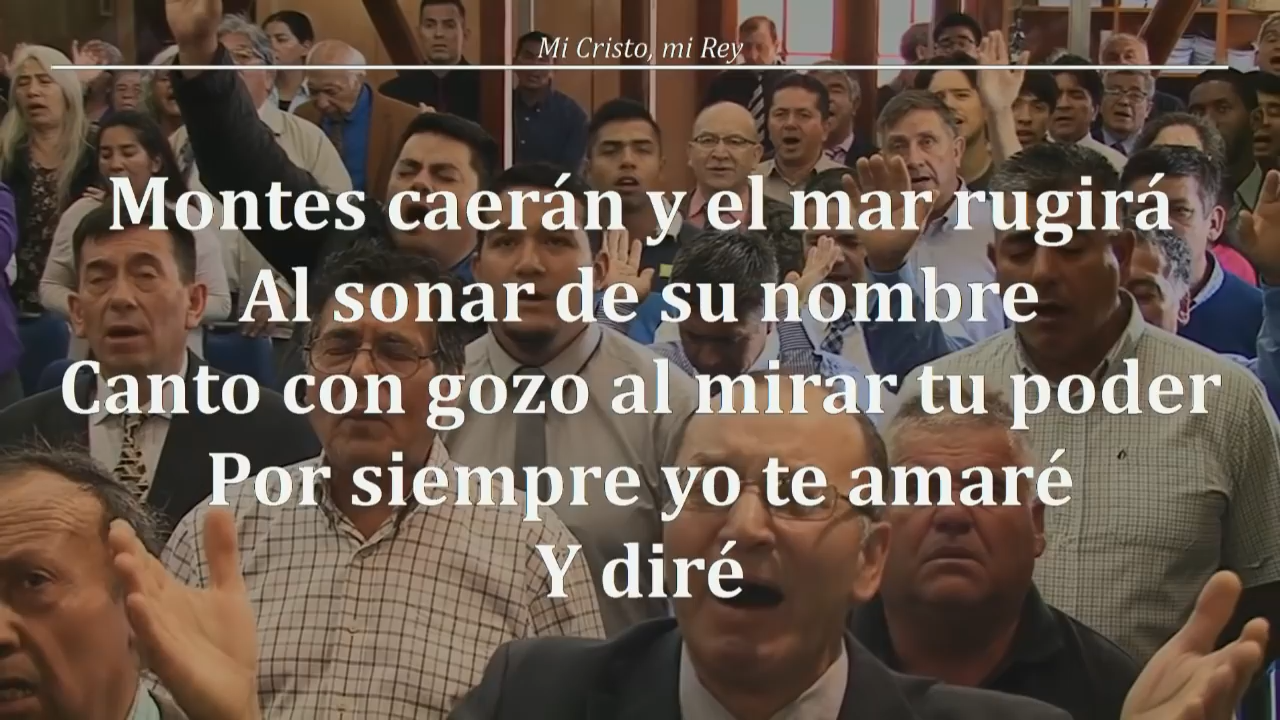 Mi Cristo, mi Rey
Montes caerán y el mar rugirá
Al sonar de su nombre
Canto con gozo al mirar tu poder
Por siempre yo te amaré
Y diré